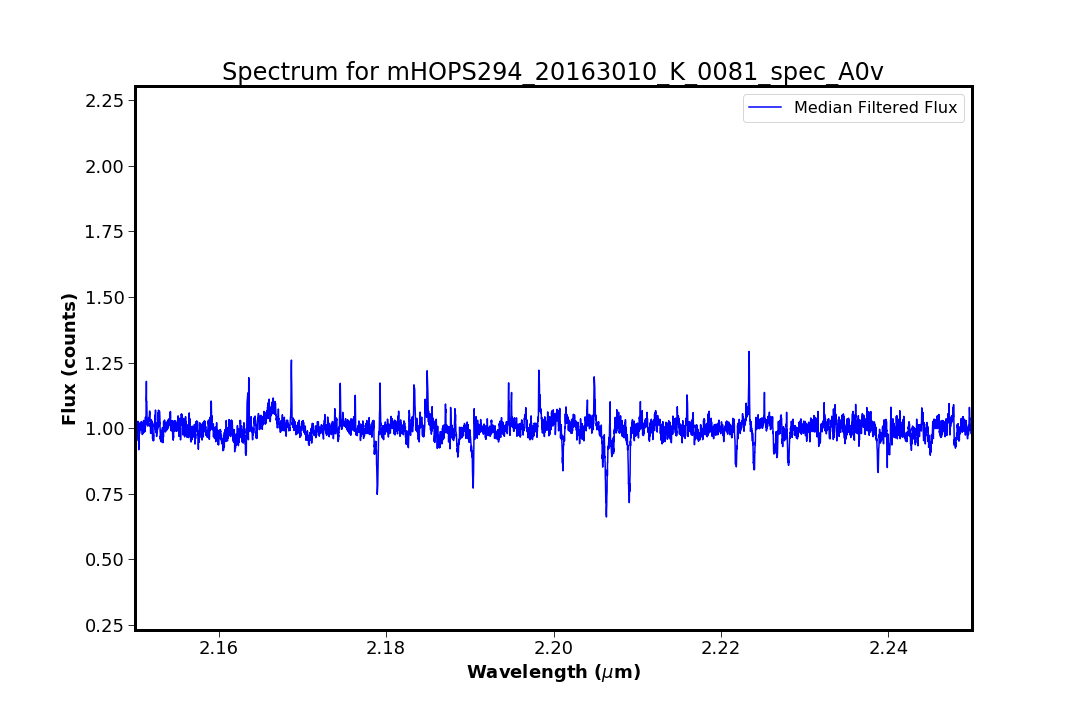 Spectrum for mHOPS294_20163010_K_0081_spec_A0v
Median Filtered Flux
2.25
2.00
1.75
1.50
1.25
1.00
0.75
0.50
0.25
Flux (counts)
2.16 2.18 2.20 2.22 2.24
Wavelength (μm)